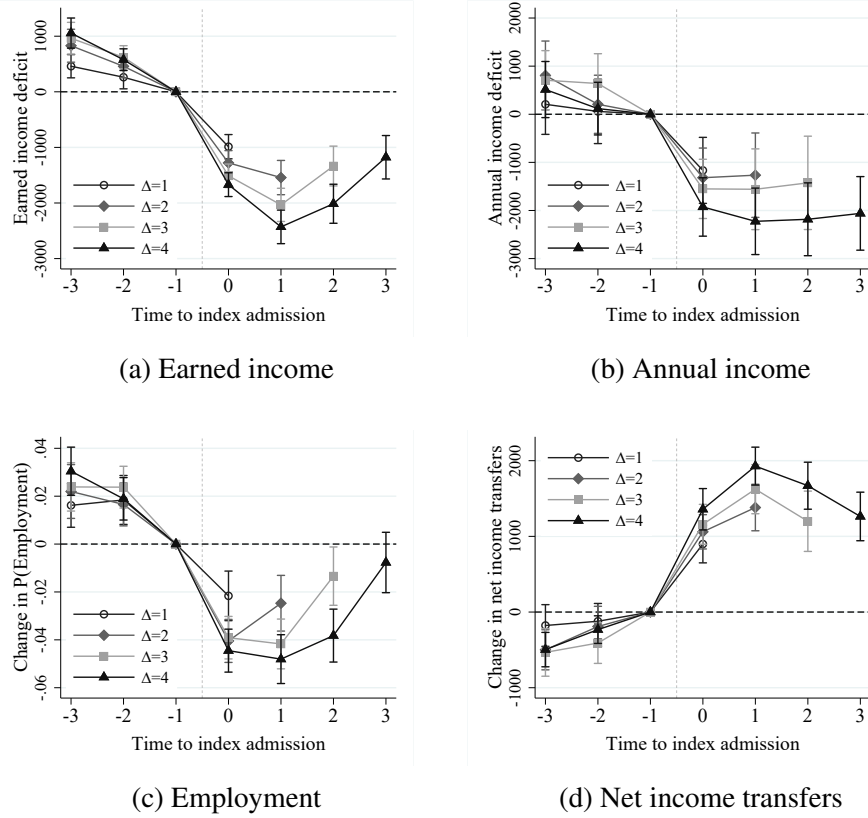 Earned income deficit
1000
0
-1000
-2000
-3000
Δ=1
Δ=2
Δ=3
Δ=4
-3 -2 -1 0 1 2 3
Time to index admission
(a) Earned income
Annual income deficit
2000
1000
0
-1000
-2000
-3000
Δ=1
Δ=2
Δ=3
Δ=4
-3 -2 -1 0 1 2 3
Time to index admission
(b) Annual income
Change in P(Employment)
.04
.02
0
-.02
-.04
-.06
Δ=1
Δ=2
Δ=3
Δ=4
-3 -2 -1 0 1 2 3
Time to index admission
(c) Employment
Change in net income transfers
2000
1000
0
-1000
Δ=1
Δ=2
Δ=3
Δ=4
-3 -2 -1 0 1 2 3
Time to index admission
(d) Net income transfers